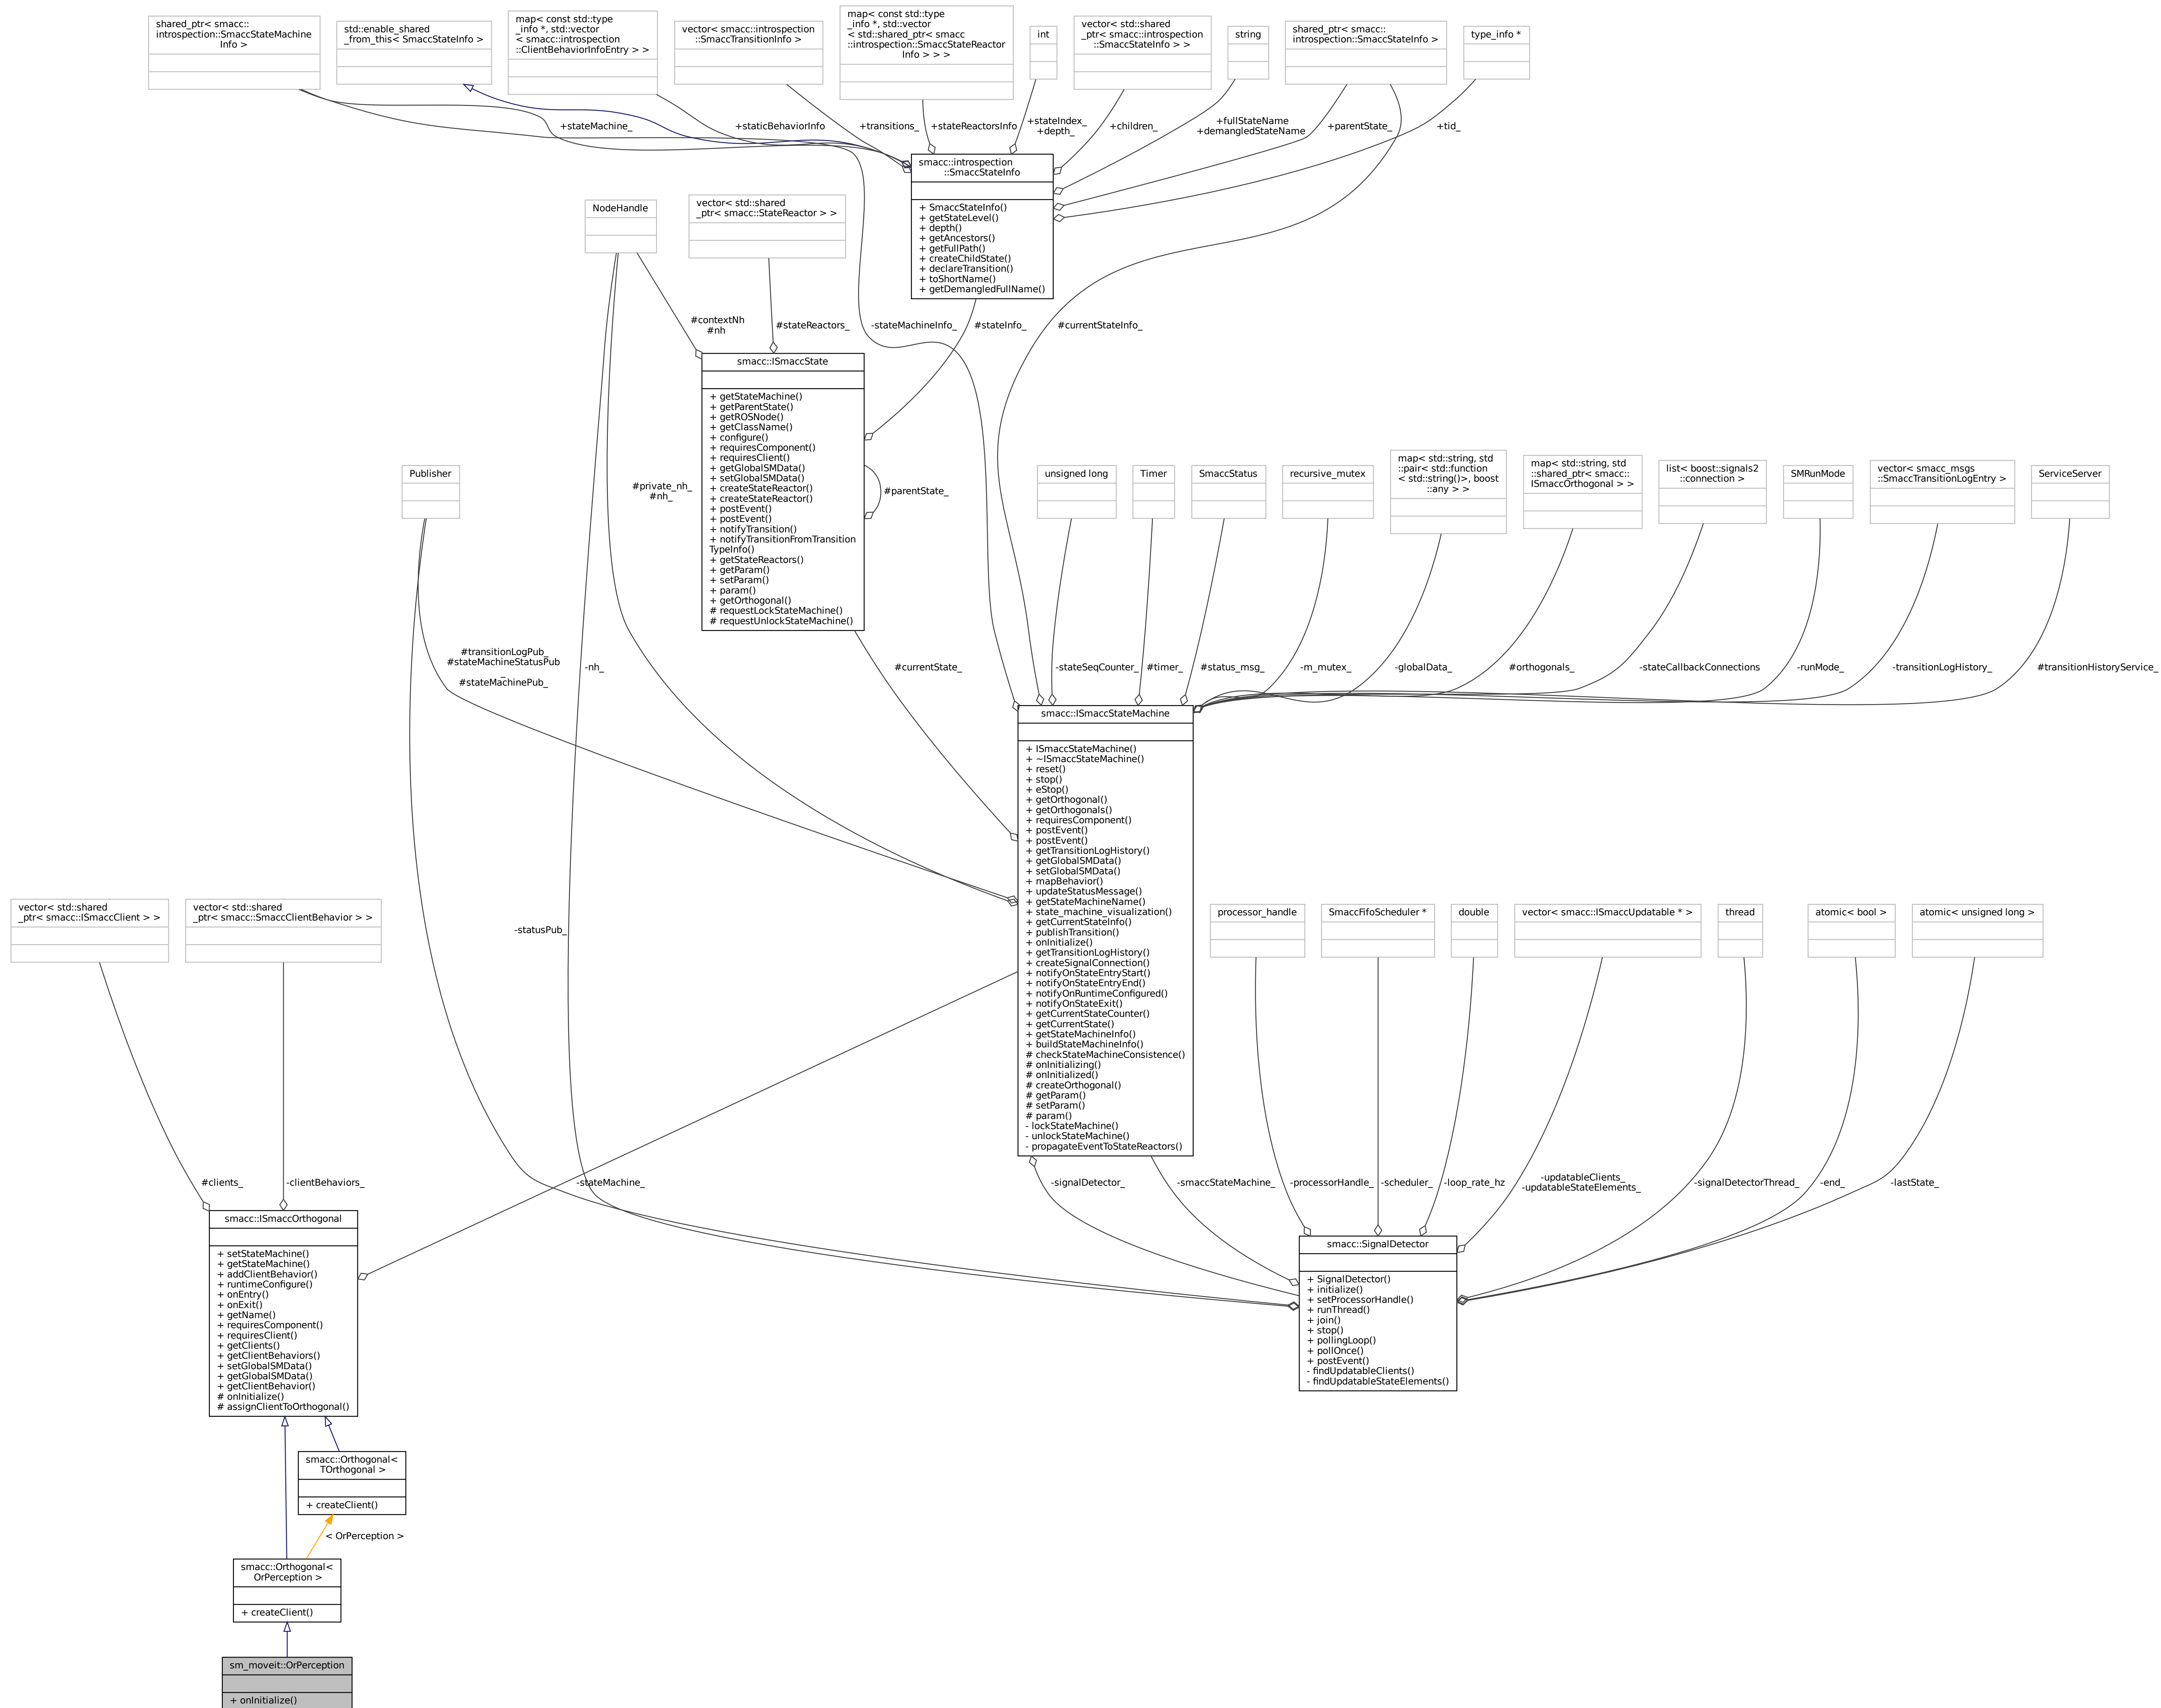 shared_ptr< smacc::
introspection::SmaccStateMachine
Info >
std::enable_shared
_from_this< SmaccStateInfo >
map< const std::type
_info *, std::vector
< smacc::introspection
::ClientBehaviorInfoEntry > >
vector< smacc::introspection
::SmaccTransitionInfo >
map< const std::type
_info *, std::vector
< std::shared_ptr< smacc
::introspection::SmaccStateReactor
Info > > >
int
vector< std::shared
_ptr< smacc::introspection
::SmaccStateInfo > >
string
shared_ptr< smacc::
introspection::SmaccStateInfo >
type_info *
+stateMachine_
+staticBehaviorInfo
+transitions_
+stateReactorsInfo
+stateIndex_
+depth_
+children_
+fullStateName
+demangledStateName
+parentState_
+tid_
smacc::introspection
::SmaccStateInfo
+ SmaccStateInfo()
+ getStateLevel()
+ depth()
+ getAncestors()
+ getFullPath()
+ createChildState()
+ declareTransition()
+ toShortName()
+ getDemangledFullName()
NodeHandle
vector< std::shared
_ptr< smacc::StateReactor > >
#contextNh
#nh
#stateReactors_
-stateMachineInfo_
#stateInfo_
#currentStateInfo_
smacc::ISmaccState
+ getStateMachine()
+ getParentState()
+ getROSNode()
+ getClassName()
+ configure()
+ requiresComponent()
+ requiresClient()
+ getGlobalSMData()
+ setGlobalSMData()
+ createStateReactor()
+ createStateReactor()
+ postEvent()
+ postEvent()
+ notifyTransition()
+ notifyTransitionFromTransition
TypeInfo()
+ getStateReactors()
+ getParam()
+ setParam()
+ param()
+ getOrthogonal()
# requestLockStateMachine()
# requestUnlockStateMachine()
#parentState_
Publisher
#private_nh_
#nh_
unsigned long
Timer
SmaccStatus
recursive_mutex
map< std::string, std
::pair< std::function
< std::string()>, boost
::any > >
map< std::string, std
::shared_ptr< smacc::
ISmaccOrthogonal > >
list< boost::signals2
::connection >
SMRunMode
vector< smacc_msgs
::SmaccTransitionLogEntry >
ServiceServer
#transitionLogPub_
#stateMachineStatusPub
_
#stateMachinePub_
-nh_
#currentState_
-stateSeqCounter_
#timer_
#status_msg_
-m_mutex_
-globalData_
#orthogonals_
-stateCallbackConnections
-runMode_
-transitionLogHistory_
#transitionHistoryService_
smacc::ISmaccStateMachine
+ ISmaccStateMachine()
+ ~ISmaccStateMachine()
+ reset()
+ stop()
+ eStop()
+ getOrthogonal()
+ getOrthogonals()
+ requiresComponent()
+ postEvent()
+ postEvent()
+ getTransitionLogHistory()
+ getGlobalSMData()
+ setGlobalSMData()
+ mapBehavior()
+ updateStatusMessage()
+ getStateMachineName()
+ state_machine_visualization()
+ getCurrentStateInfo()
+ publishTransition()
+ onInitialize()
+ getTransitionLogHistory()
+ createSignalConnection()
+ notifyOnStateEntryStart()
+ notifyOnStateEntryEnd()
+ notifyOnRuntimeConfigured()
+ notifyOnStateExit()
+ getCurrentStateCounter()
+ getCurrentState()
+ getStateMachineInfo()
+ buildStateMachineInfo()
# checkStateMachineConsistence()
# onInitializing()
# onInitialized()
# createOrthogonal()
# getParam()
# setParam()
# param()
- lockStateMachine()
- unlockStateMachine()
- propagateEventToStateReactors()
vector< std::shared
_ptr< smacc::ISmaccClient > >
vector< std::shared
_ptr< smacc::SmaccClientBehavior > >
-statusPub_
processor_handle
SmaccFifoScheduler *
double
vector< smacc::ISmaccUpdatable * >
thread
atomic< bool >
atomic< unsigned long >
#clients_
-clientBehaviors_
-stateMachine_
-signalDetector_
-smaccStateMachine_
-processorHandle_
-scheduler_
-loop_rate_hz
-updatableClients_
-updatableStateElements_
-signalDetectorThread_
-end_
-lastState_
smacc::ISmaccOrthogonal
+ setStateMachine()
+ getStateMachine()
+ addClientBehavior()
+ runtimeConfigure()
+ onEntry()
+ onExit()
+ getName()
+ requiresComponent()
+ requiresClient()
+ getClients()
+ getClientBehaviors()
+ setGlobalSMData()
+ getGlobalSMData()
+ getClientBehavior()
# onInitialize()
# assignClientToOrthogonal()
smacc::SignalDetector
+ SignalDetector()
+ initialize()
+ setProcessorHandle()
+ runThread()
+ join()
+ stop()
+ pollingLoop()
+ pollOnce()
+ postEvent()
- findUpdatableClients()
- findUpdatableStateElements()
smacc::Orthogonal<
TOrthogonal >
+ createClient()
< OrPerception >
smacc::Orthogonal<
OrPerception >
+ createClient()
sm_moveit::OrPerception
+ onInitialize()